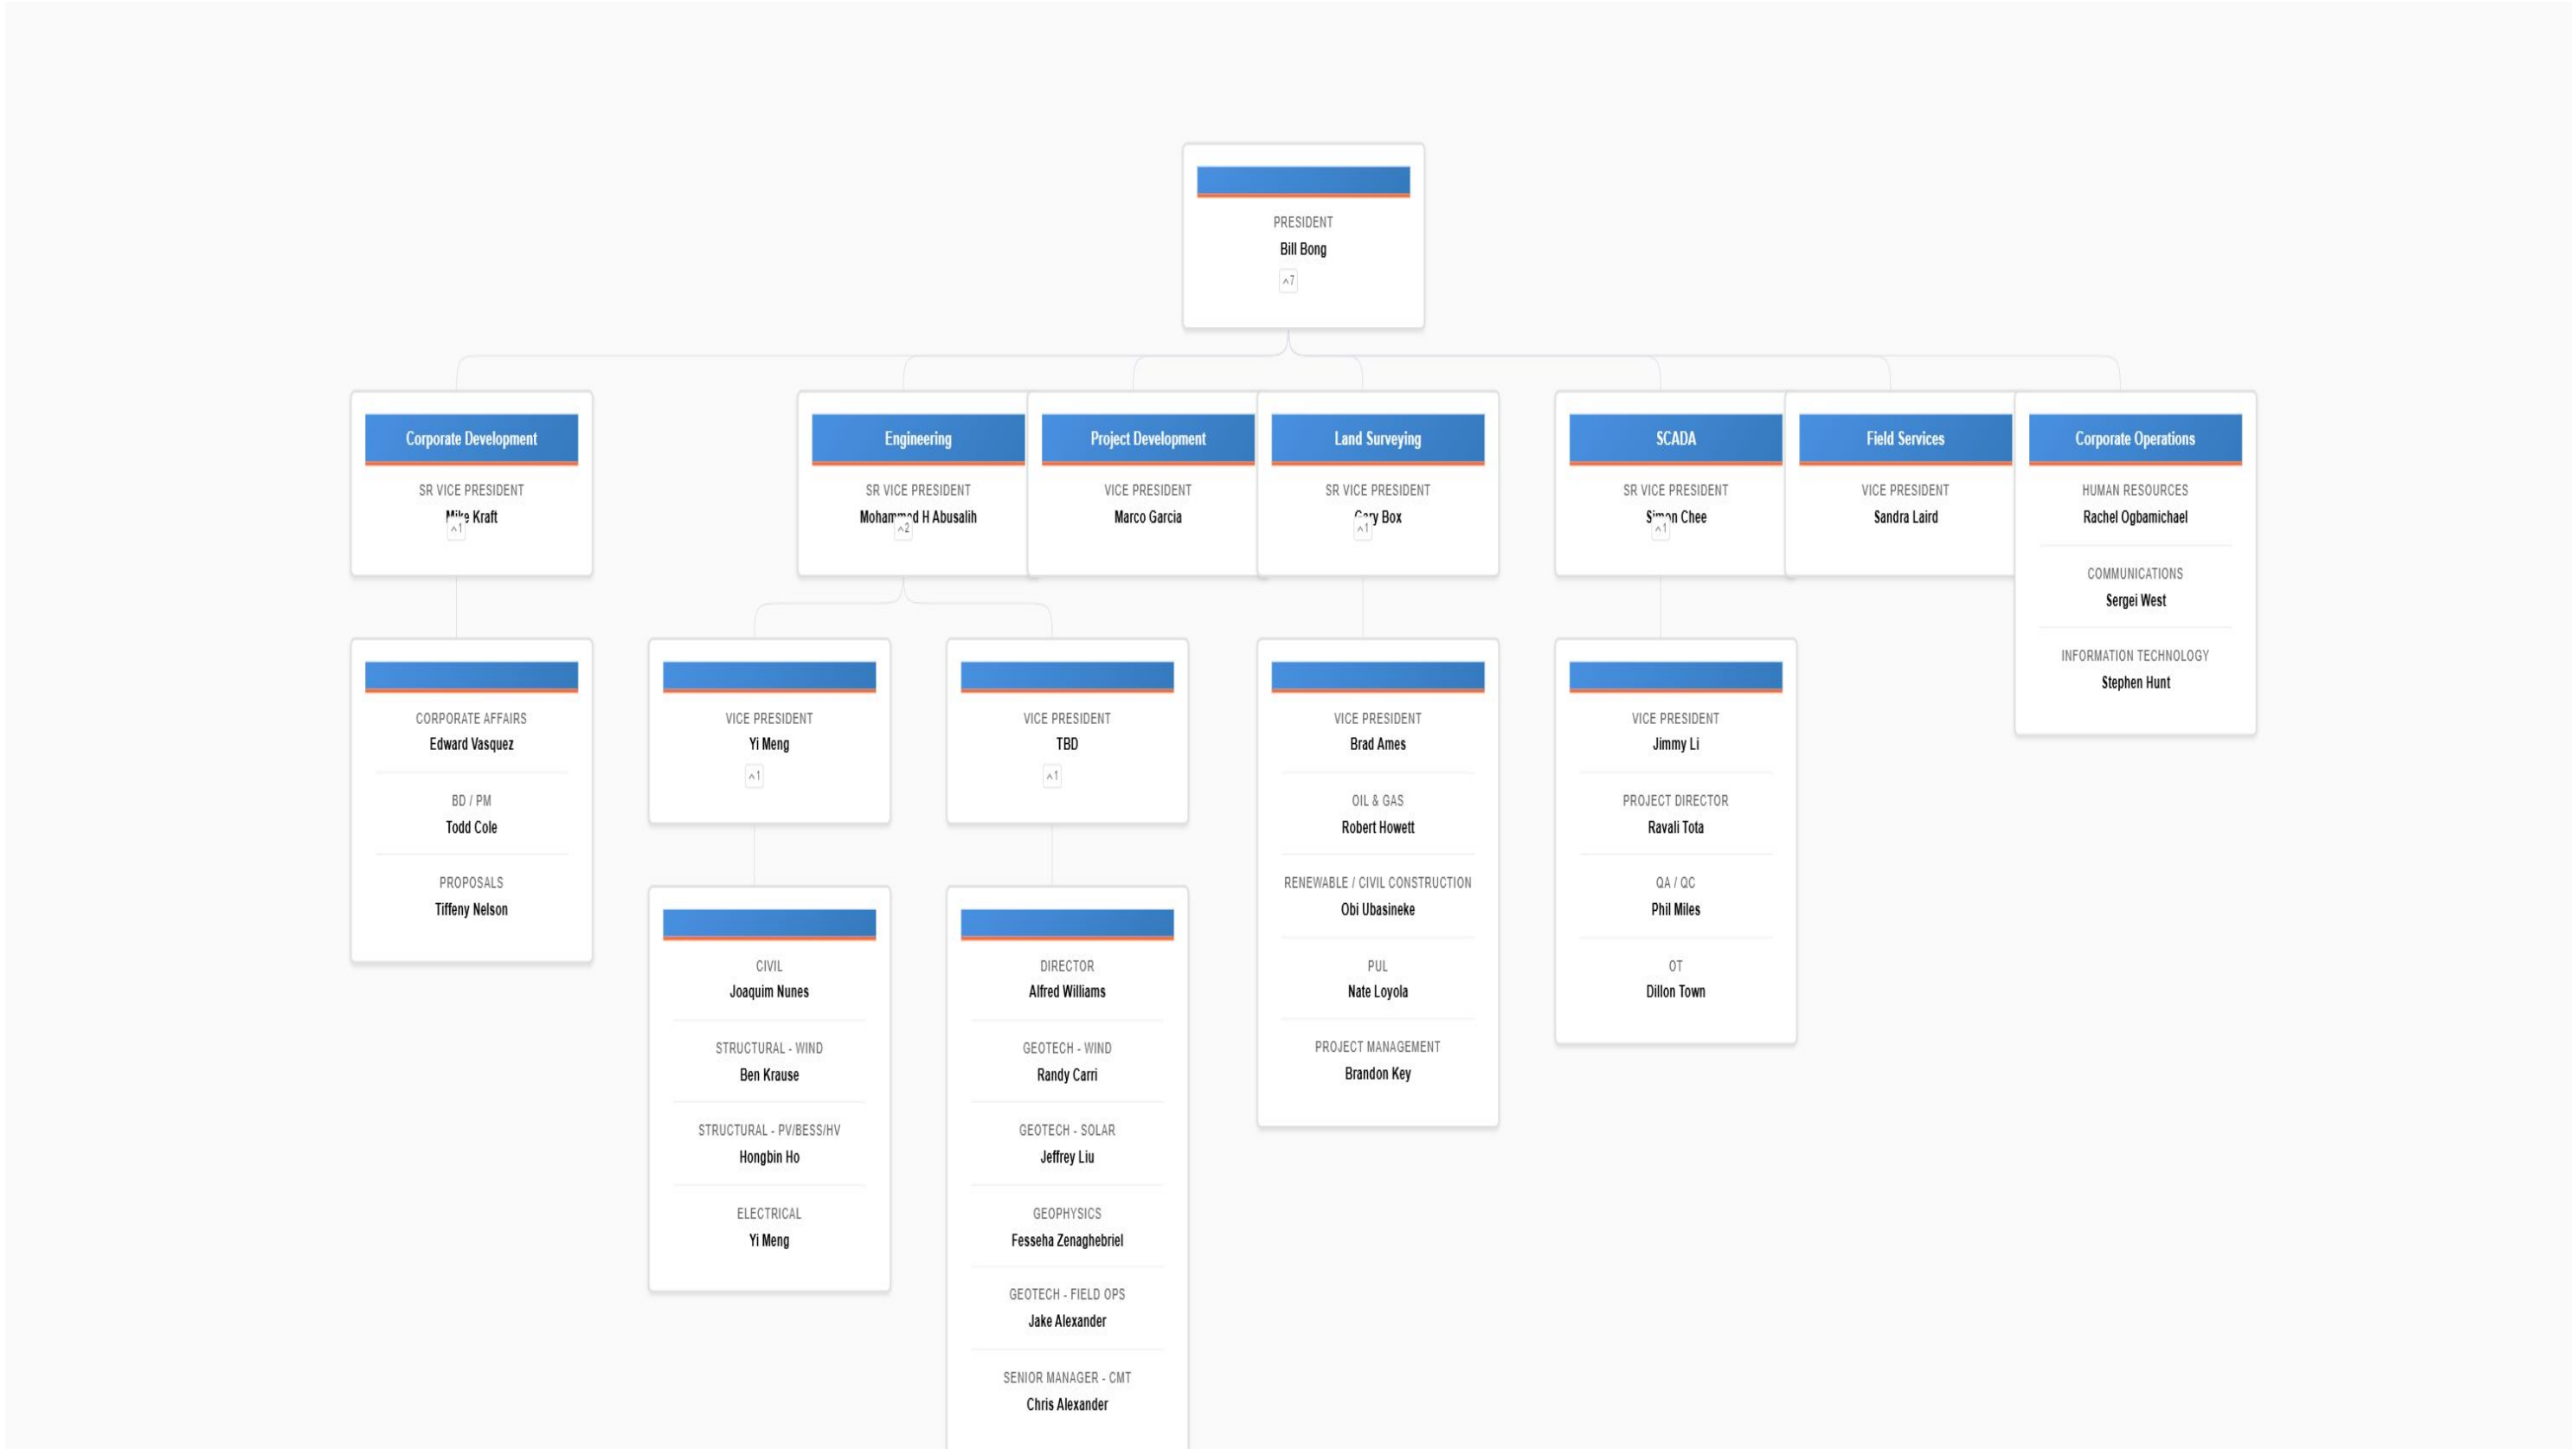 PRESIDENT
Bill Bong
^7
Corporate Development
SR VICE PRESIDENT
Mike Kraft
^1
Engineering
SR VICE PRESIDENT
Mohammed H Abusalih
^2
Project Development
VICE PRESIDENT
Marco Garcia
Land Surveying
SR VICE PRESIDENT
Gary Box
^1
SCADA
SR VICE PRESIDENT
Simon Chee
^1
Field Services
VICE PRESIDENT
Sandra Laird
Corporate Operations
HUMAN RESOURCES
Rachel Ogbamichael
COMMUNICATIONS
Sergei West
INFORMATION TECHNOLOGY
Stephen Hunt
CORPORATE AFFAIRS
Edward Vasquez
BD / PM
Todd Cole
PROPOSALS
Tiffeny Nelson
VICE PRESIDENT
Yi Meng
^1
VICE PRESIDENT
TBD
^1
VICE PRESIDENT
Brad Ames
OIL & GAS
Robert Howett
RENEWABLE / CIVIL CONSTRUCTION
Obi Ubasineke
PUL
Nate Loyola
PROJECT MANAGEMENT
Brandon Key
VICE PRESIDENT
Jimmy Li
PROJECT DIRECTOR
Ravali Tota
QA / QC
Phil Miles
OT
Dillon Town
CIVIL
Joaquim Nunes
STRUCTURAL - WIND
Ben Krause
STRUCTURAL - PV/BESS/HV
Hongbin Ho
ELECTRICAL
Yi Meng
DIRECTOR
Alfred Williams
GEOTECH - WIND
Randy Carri
GEOTECH - SOLAR
Jeffrey Liu
GEOPHYSICS
Fesseha Zenaghebriel
GEOTECH - FIELD OPS
Jake Alexander
SENIOR MANAGER - CMT
Chris Alexander